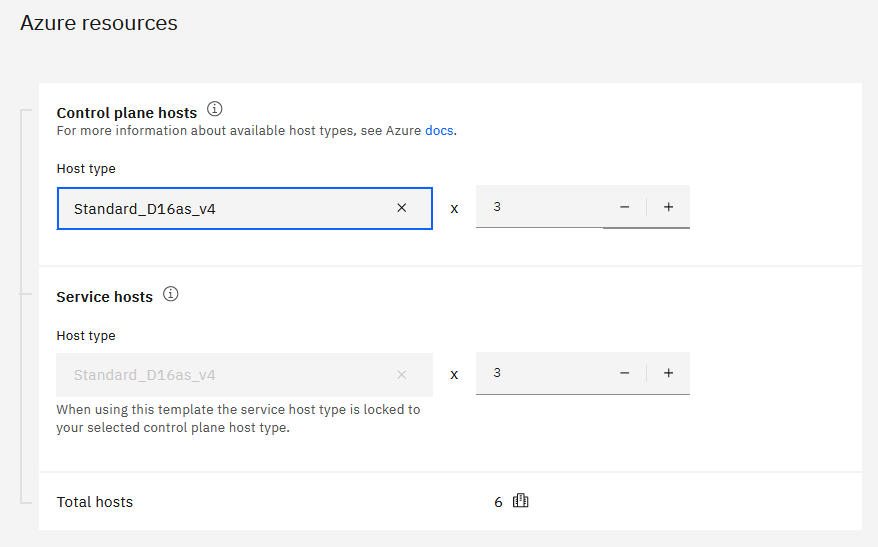 Azure resources
Control plane hosts
For more information about available host types, see Azure docs.
Host type
Standard_D16as_v4
x
3
Service hosts
Host type
Standard_D16as_v4
x
3
When using this template the service host type is locked to
your selected control plane host type.
Total hosts
6